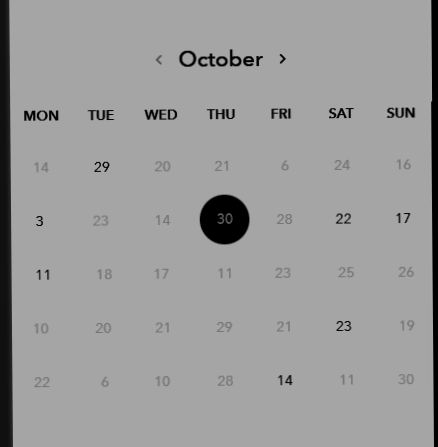 ‹ October ›
MON TUE WED THU FRI SAT SUN
14 29 20 21 6 24 16
3 23 14 30 28 22 17
11 18 17 11 23 25 26
10 20 21 29 21 23 19
22 6 10 28 14 11 30